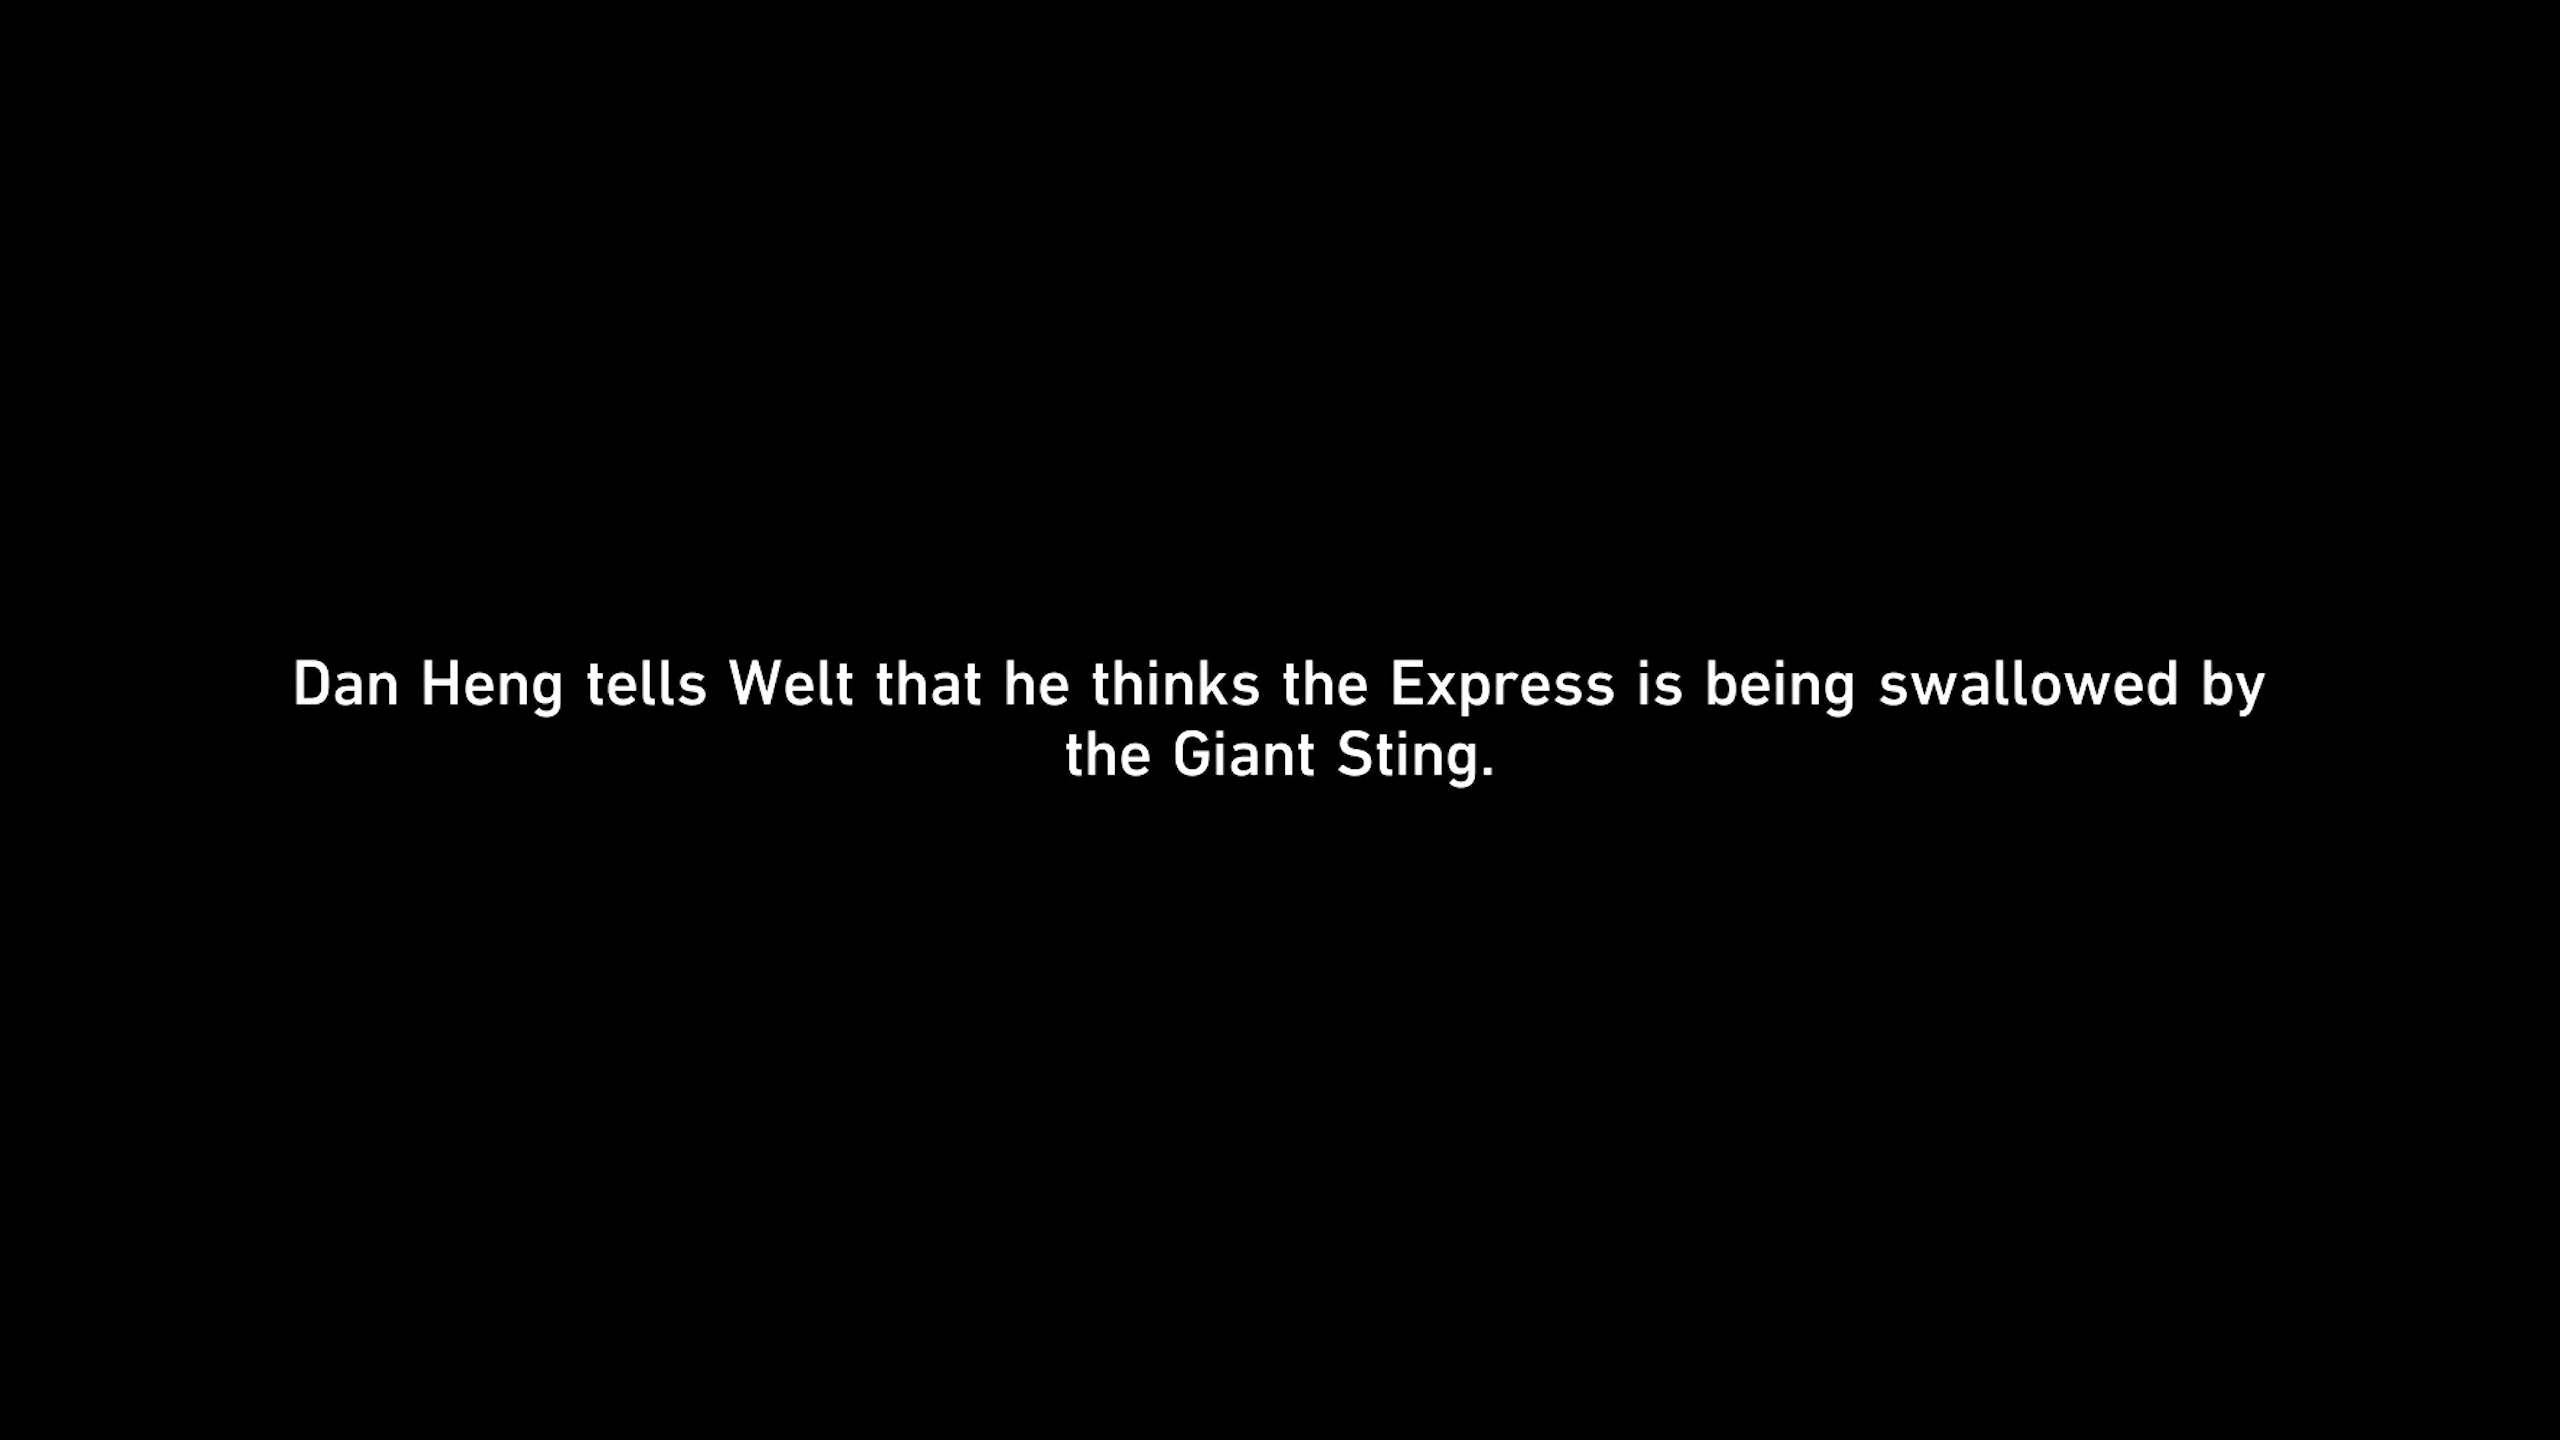 Dan Heng tells Welt that he thinks the Express is being swallowed by
the Giant Sting.